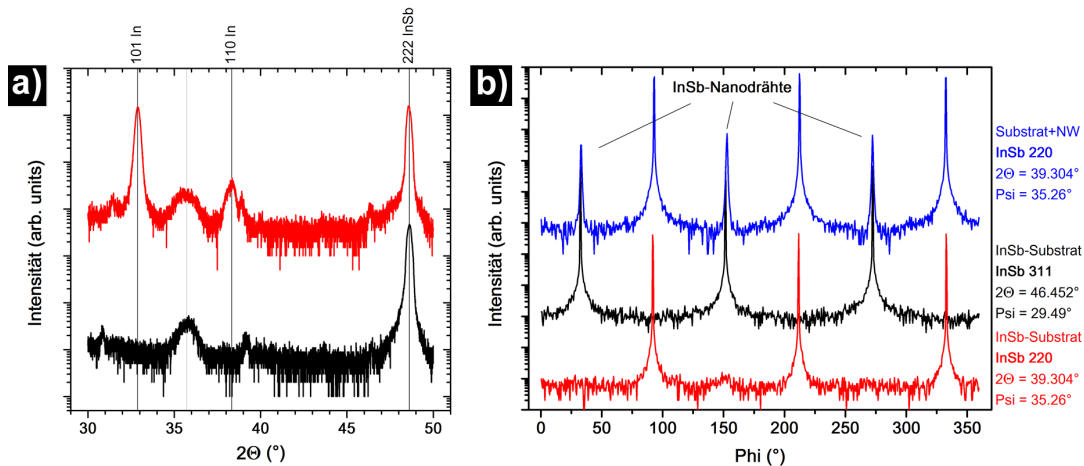 a)
101 In
110 In
222 InSb
Intensität (arb. units)
30
35
40
45
50
2Θ (°)
b)
InSb-Nanodrähte
Intensität (arb. units)
0
50
100
150
200
250
300
350
Phi (°)
Substrat+NW
InSb 220
2Θ = 39.304°
Psi = 35.26°
InSb-Substrat
InSb 311
2Θ = 46.452°
Psi = 29.49°
InSb-Substrat
InSb 220
2Θ = 39.304°
Psi = 35.26°